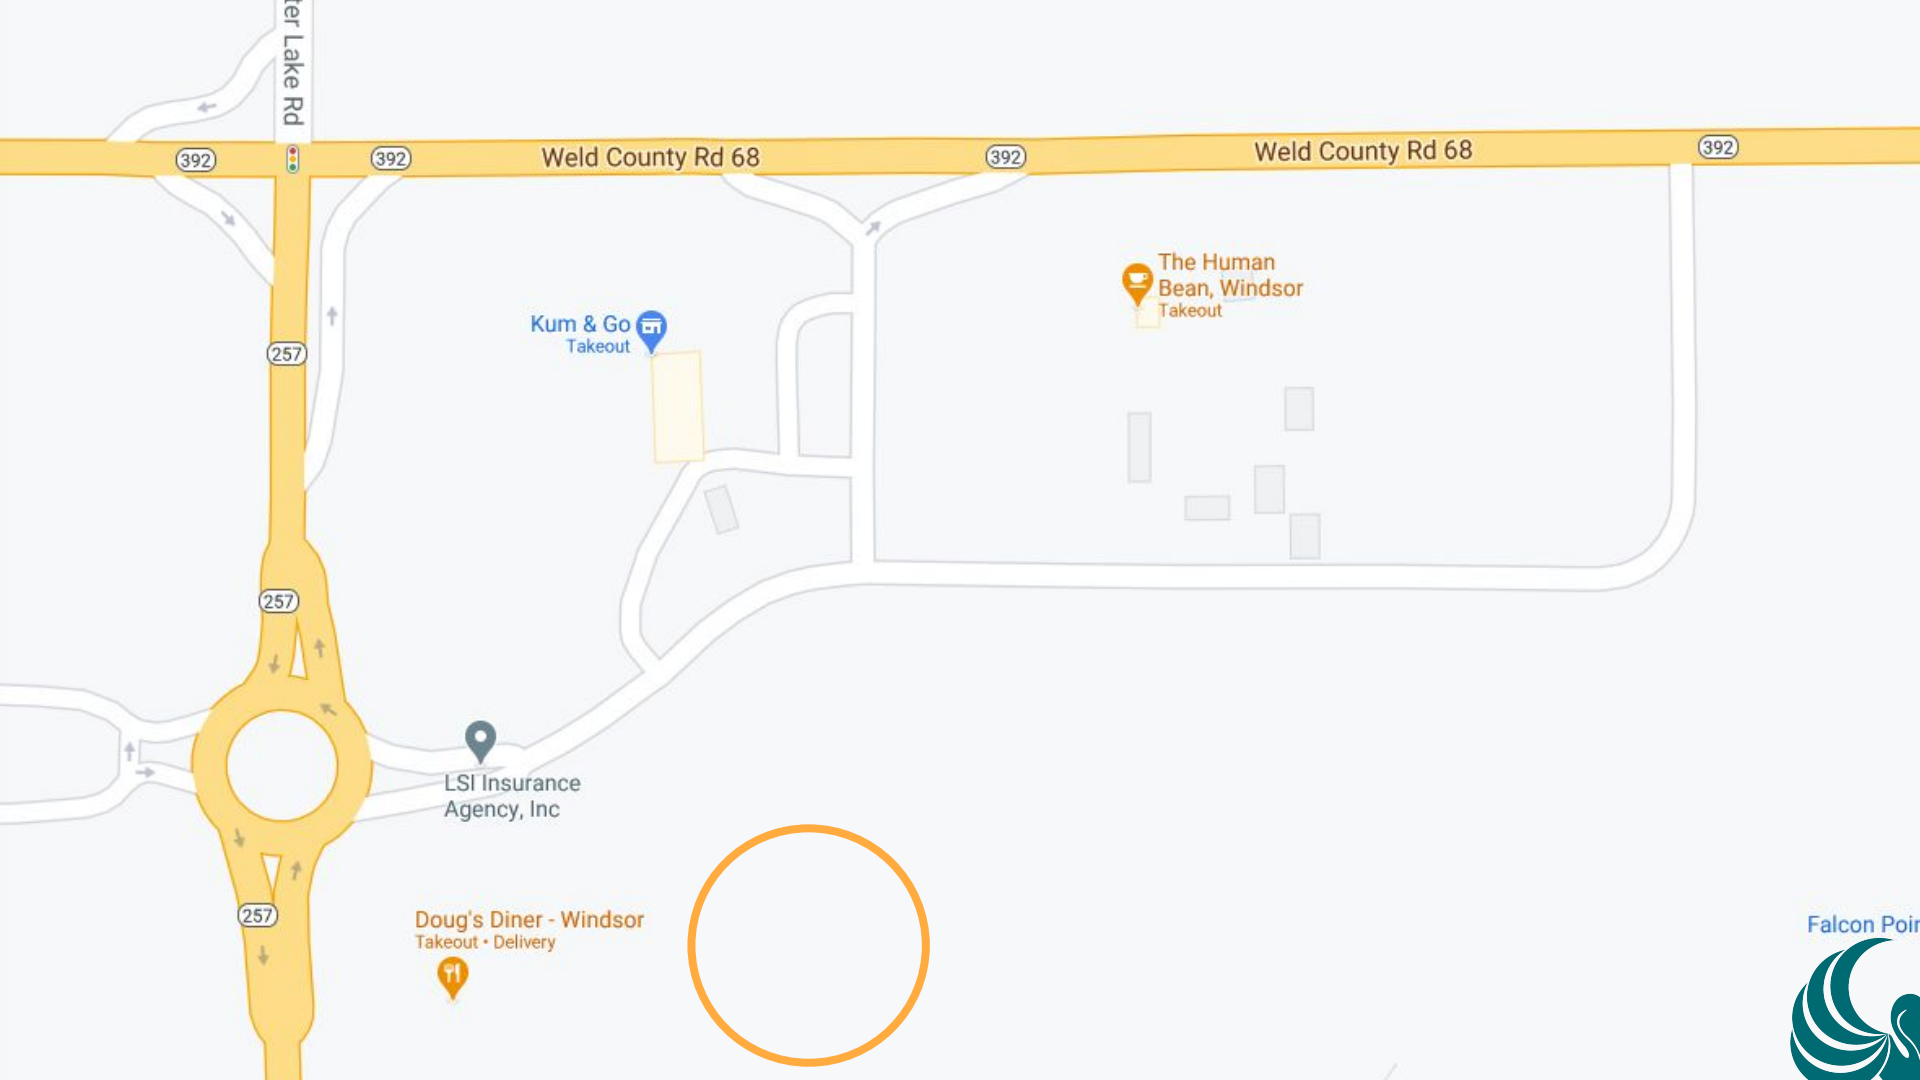 ter Lake Rd
392
392
Weld County Rd 68
392
Weld County Rd 68
392
The Human
Bean, Windsor
Takeout
Kum & Go
Takeout
257
257
LSI Insurance
Agency, Inc
257
Doug's Diner - Windsor
Takeout • Delivery
Falcon Poin